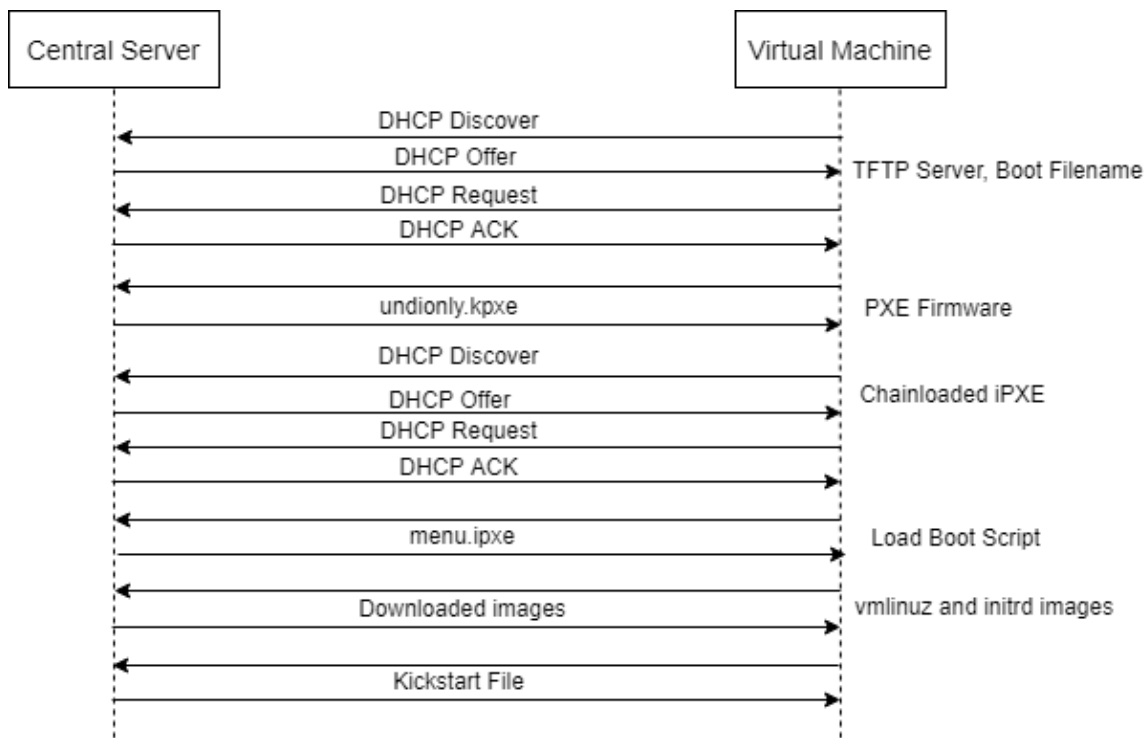 Central Server
Virtual Machine
DHCP Discover
DHCP Offer
TFTP Server, Boot Filename
DHCP Request
DHCP ACK
undionly.kpxe
PXE Firmware
DHCP Discover
Chainloaded iPXE
DHCP Offer
DHCP Request
DHCP ACK
menu.ipxe
Load Boot Script
Downloaded images
vmlinuz and initrd images
Kickstart File